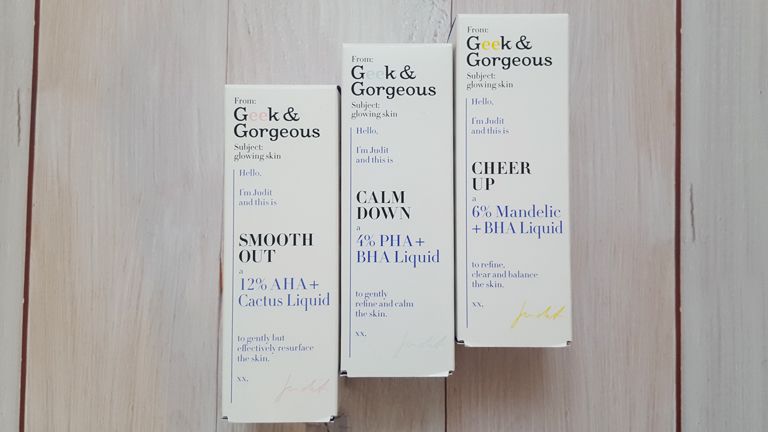 From:
Geek &
Gorgeous
Subject:
glowing skin
Hello,
I'm Judit
and this is
SMOOTH
OUT
a
12% AHA +
Cactus Liquid
to gently but
effectively resurface
the skin.
xx,
Judit
From:
Geek &
Gorgeous
Subject:
glowing skin
Hello,
I'm Judit
and this is
CALM
DOWN
a
4% PHA +
BHA Liquid
to gently
refine and calm
the skin.
xx,
Judit
From:
Geek &
Gorgeous
Subject:
glowing skin
Hello,
I'm Judit
and this is
CHEER
UP
a
6% Mandelic
+ BHA Liquid
to refine,
clear and balance
the skin.
xx,
Judit